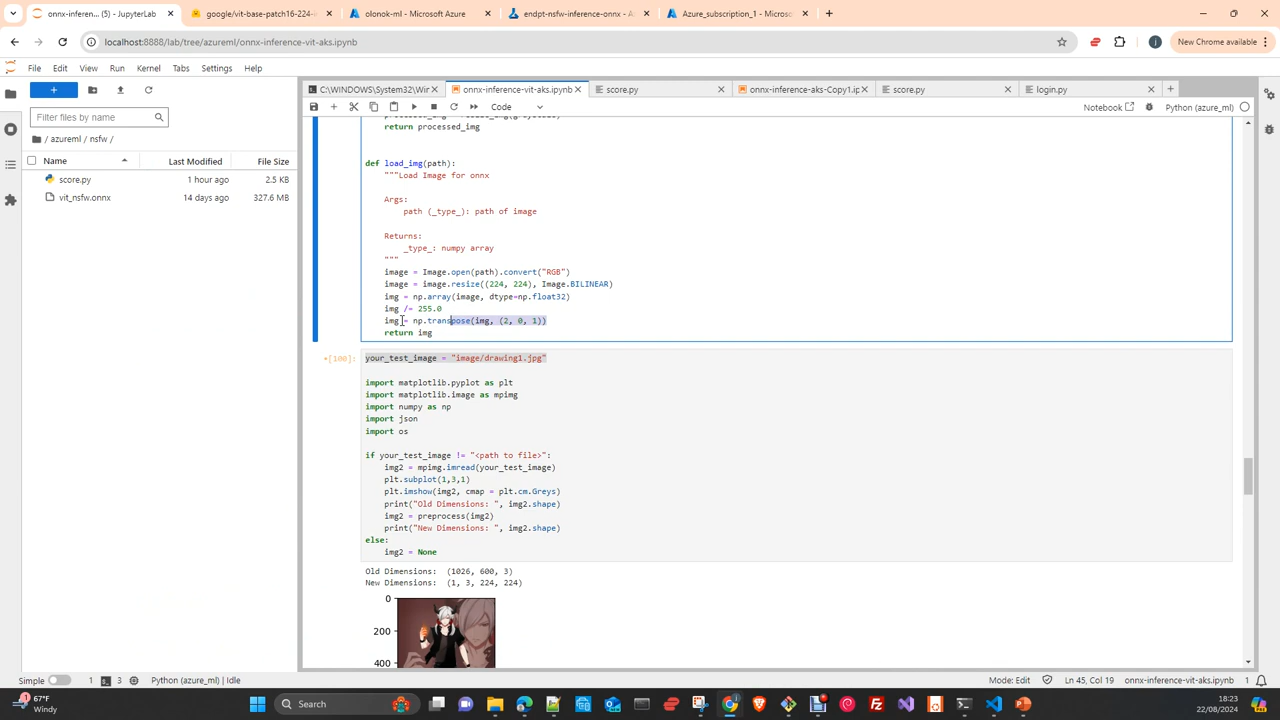 onnx-inferen... (5) - JupyterLab
google/vit-base-patch16-224-i
olonok-ml - Microsoft Azure
endpt-nsfw-inference-onnx - Az
Azure_subscription_1 - Microso
localhost:8888/lab/tree/azureml/onnx-inference-vit-aks.ipynb
New Chrome available
File Edit View Run Kernel Tabs Settings Help
C:\WINDOWS\System32\Wir
onnx-inference-vit-aks.ipynb
score.py
onnx-inference-aks-Copy1.ip
score.py
login.py
Code
Notebook
Python (azure_ml)
Filter files by name
/ azureml / nsfw /
Name Last Modified File Size
score.py 1 hour ago 2.5 KB
vit_nsfw.onnx 14 days ago 327.6 MB
return processed_img
def load_img(path):
"""Load Image for onnx
Args:
path (_type_): path of image
Returns:
_type_: numpy array
"""
image = Image.open(path).convert("RGB")
image = image.resize((224, 224), Image.BILINEAR)
img = np.array(image, dtype=np.float32)
img /= 255.0
img = np.transpose(img, (2, 0, 1))
return img
[100]:
your_test_image = "image/drawing1.jpg"
import matplotlib.pyplot as plt
import matplotlib.image as mpimg
import numpy as np
import json
import os
if your_test_image != "<path to file>":
img2 = mpimg.imread(your_test_image)
plt.subplot(1,3,1)
plt.imshow(img2, cmap = plt.cm.Greys)
print("Old Dimensions: ", img2.shape)
img2 = preprocess(img2)
print("New Dimensions: ", img2.shape)
else:
img2 = None
Old Dimensions: (1026, 600, 3)
New Dimensions: (1, 3, 224, 224)
0
200
400
Simple 1 3 Python (azure_ml) | Idle
Mode: Edit Ln 45, Col 19 onnx-inference-vit-aks.ipynb 1
67°F
Windy
Search
18:23
22/08/2024